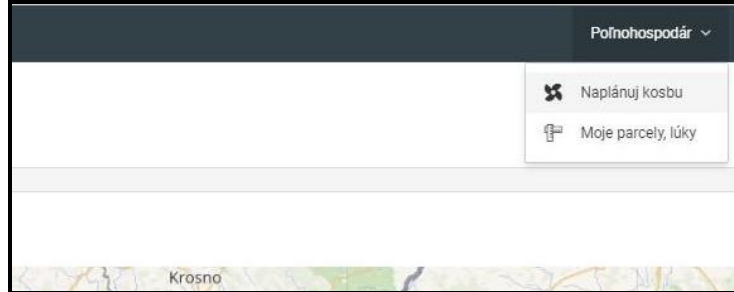 Poľnohospodár
Naplánuj kosbu
Moje parcely, lúky
Krosno